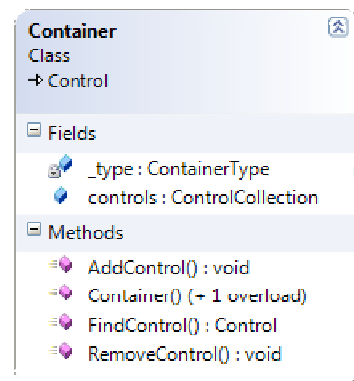 Container
Class
Control
Fields
_type : ContainerType
controls : ControlCollection
Methods
AddControl() : void
Container() (+ 1 overload)
FindControl() : Control
RemoveControl() : void